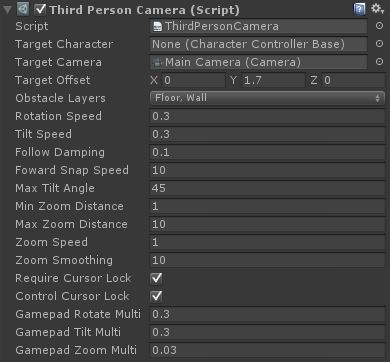 Third Person Camera (Script)
Script ThirdPersonCamera
Target Character None (Character Controller Base)
Target Camera Main Camera (Camera)
Target Offset X 0 Y 1.7 Z 0
Obstacle Layers Floor, Wall
Rotation Speed 0.3
Tilt Speed 0.3
Follow Damping 0.1
Foward Snap Speed 10
Max Tilt Angle 45
Min Zoom Distance 1
Max Zoom Distance 10
Zoom Speed 1
Zoom Smoothing 10
Require Cursor Lock
Control Cursor Lock
Gamepad Rotate Multi 0.3
Gamepad Tilt Multi 0.3
Gamepad Zoom Multi 0.03